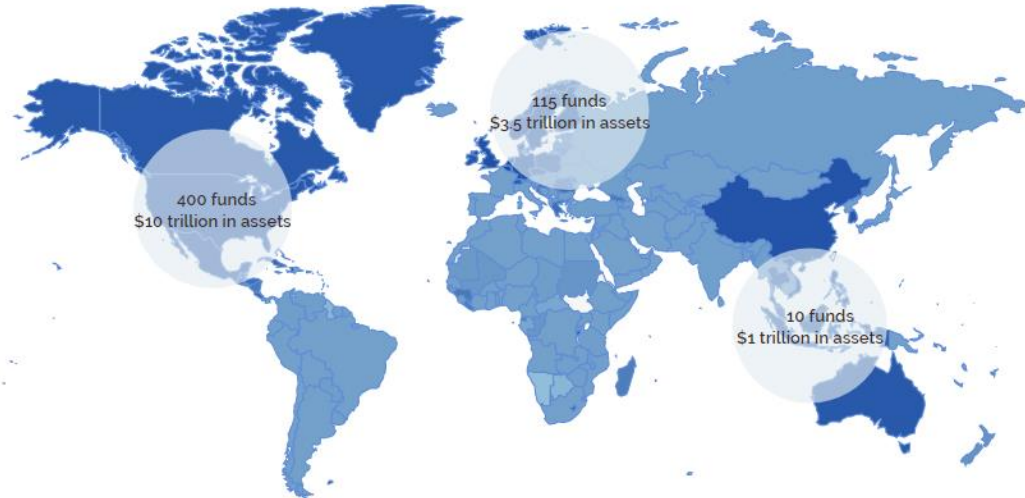 115 funds
$3.5 trillion in assets
400 funds
$10 trillion in assets
10 funds
$1 trillion in assets